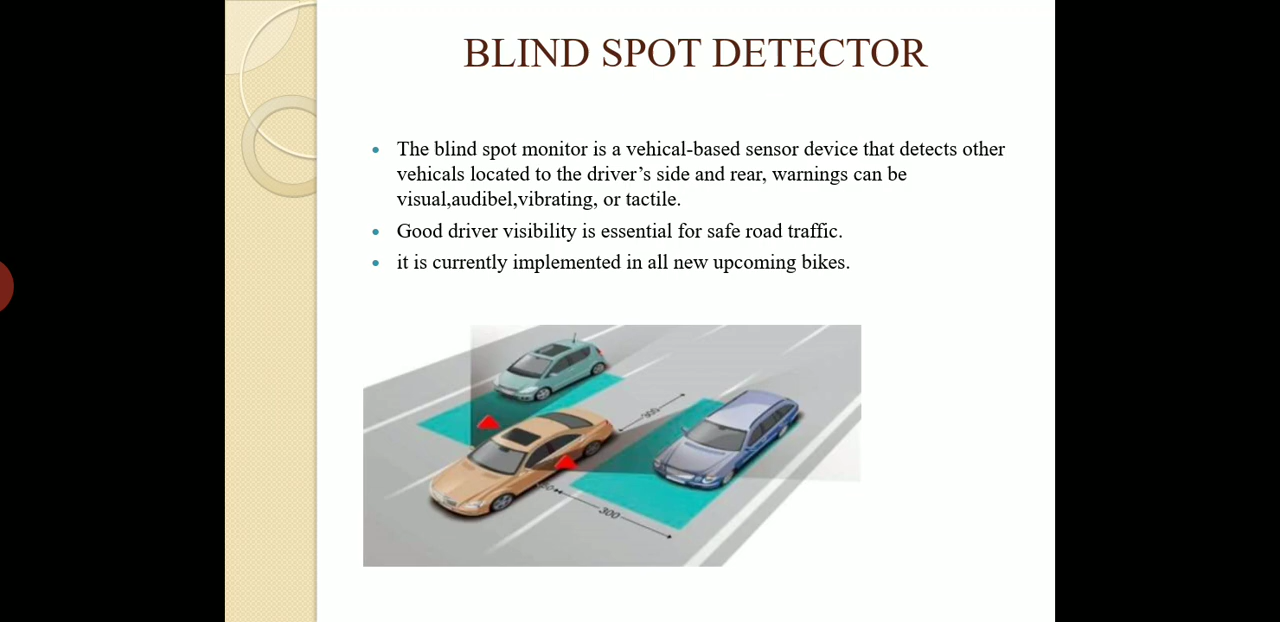 BLIND SPOT DETECTOR
The blind spot monitor is a vehical-based sensor device that detects other
vehicals located to the driver’s side and rear, warnings can be
visual,audibel,vibrating, or tactile.
Good driver visibility is essential for safe road traffic.
it is currently implemented in all new upcoming bikes.
300
300